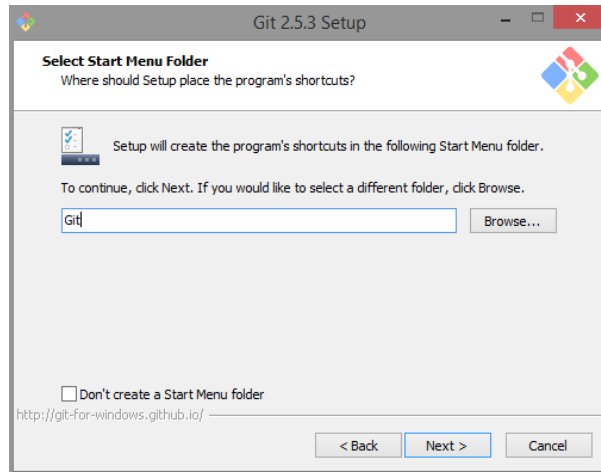 Git 2.5.3 Setup
Select Start Menu Folder
Where should Setup place the program's shortcuts?
Setup will create the program's shortcuts in the following Start Menu folder.
To continue, click Next. If you would like to select a different folder, click Browse.
Git
Browse...
Don't create a Start Menu folder
http://git-for-windows.github.io/
< Back
Next >
Cancel